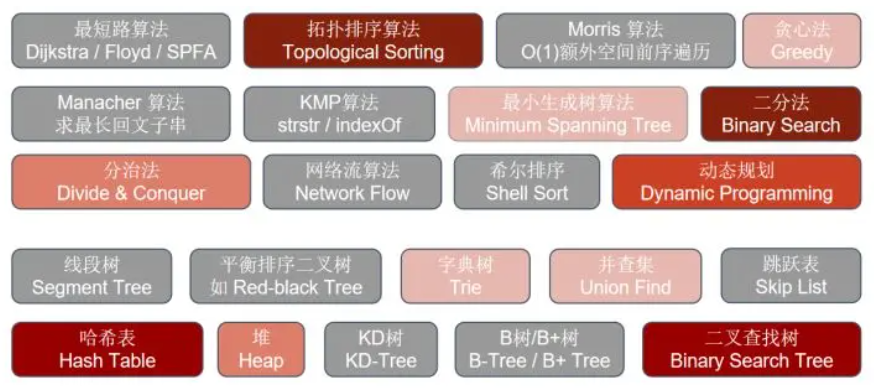 最短路算法
Dijkstra / Floyd / SPFA
拓扑排序算法
Topological Sorting
Morris 算法
O(1)额外空间前序遍历
贪心法
Greedy
Manacher 算法
求最长回文子串
KMP算法
strstr / indexOf
最小生成树算法
Minimum Spanning Tree
二分法
Binary Search
分治法
Divide & Conquer
网络流算法
Network Flow
希尔排序
Shell Sort
动态规划
Dynamic Programming
线段树
Segment Tree
平衡排序二叉树
如 Red-black Tree
字典树
Trie
并查集
Union Find
跳跃表
Skip List
哈希表
Hash Table
堆
Heap
KD树
KD-Tree
B树/B+树
B-Tree / B+ Tree
二叉查找树
Binary Search Tree